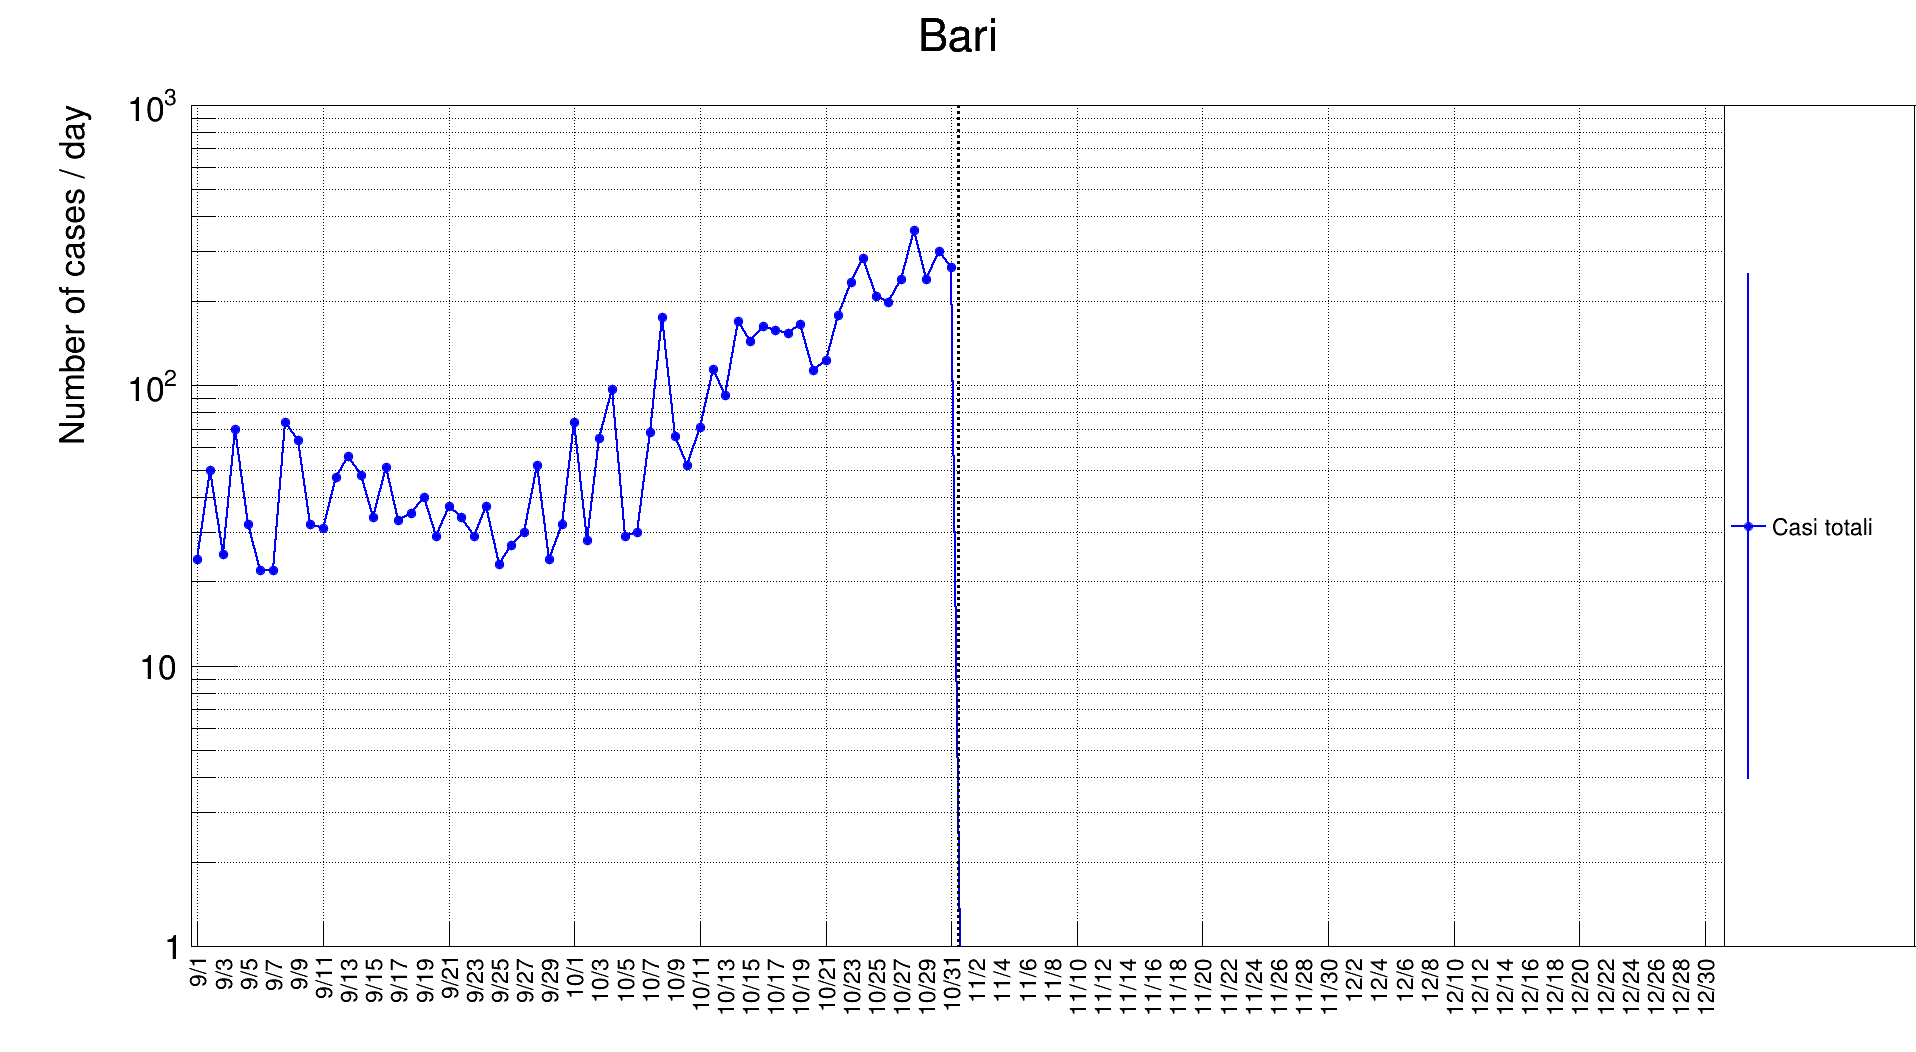 Bari
Number of cases / day
10³
10²
10
1
9/1 9/3 9/5 9/7 9/9 9/11 9/13 9/15 9/17 9/19 9/21 9/23 9/25 9/27 9/29 10/1 10/3 10/5 10/7 10/9 10/11 10/13 10/15 10/17 10/19 10/21 10/23 10/25 10/27 10/29 10/31 11/2 11/4 11/6 11/8 11/10 11/12 11/14 11/16 11/18 11/20 11/22 11/24 11/26 11/28 11/30 12/2 12/4 12/6 12/8 12/10 12/12 12/14 12/16 12/18 12/20 12/22 12/24 12/26 12/28 12/30
Casi totali